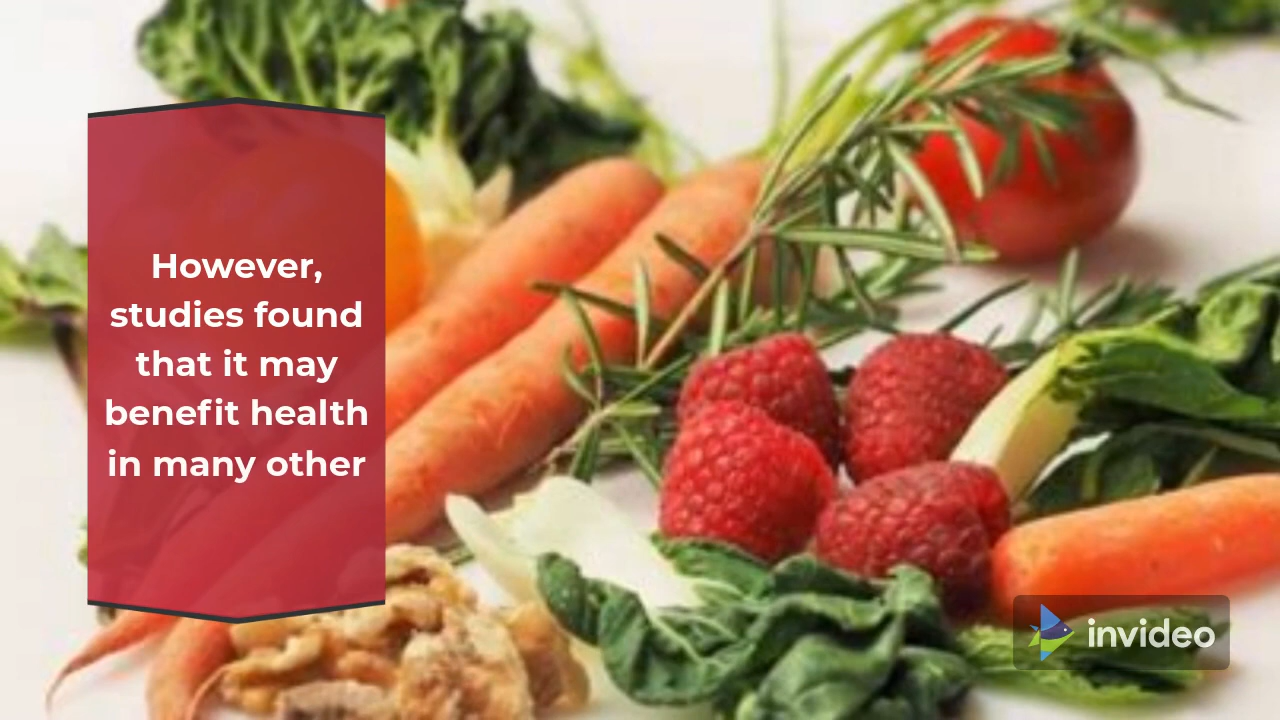 However,
studies found
that it may
benefit health
in many other
invideo